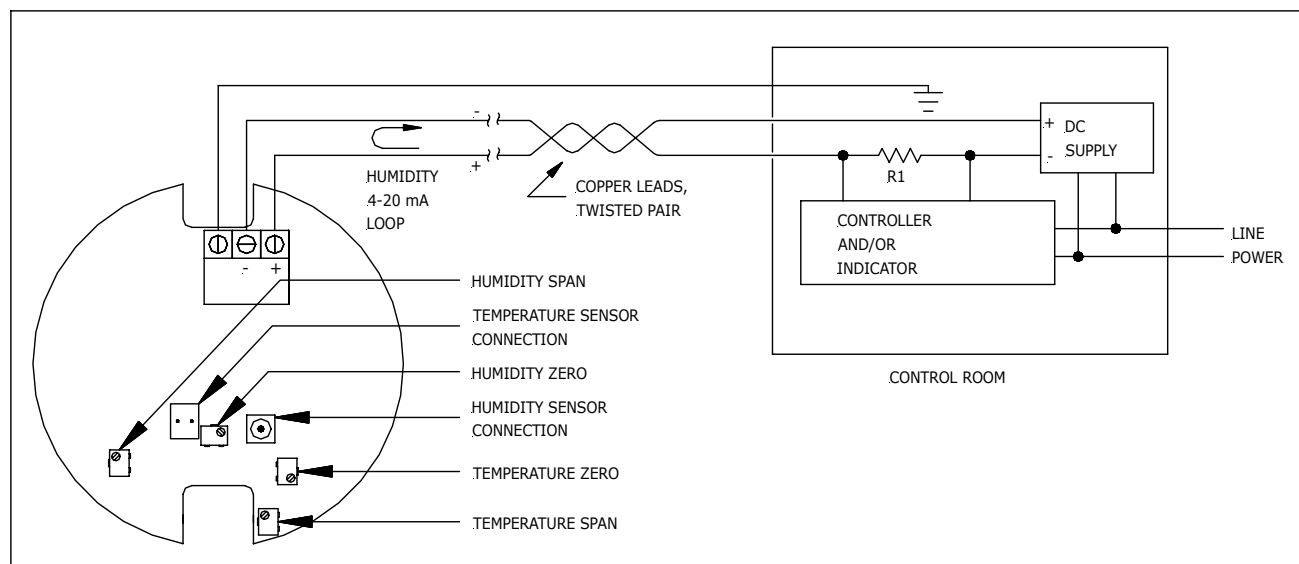 -
+
HUMIDITY
4-20 mA
LOOP
COPPER LEADS,
TWISTED PAIR
+
-
DC
SUPPLY
R1
CONTROLLER
AND/OR
INDICATOR
LINE
POWER
CONTROL ROOM
- +
HUMIDITY SPAN
TEMPERATURE SENSOR
CONNECTION
HUMIDITY ZERO
HUMIDITY SENSOR
CONNECTION
TEMPERATURE ZERO
TEMPERATURE SPAN